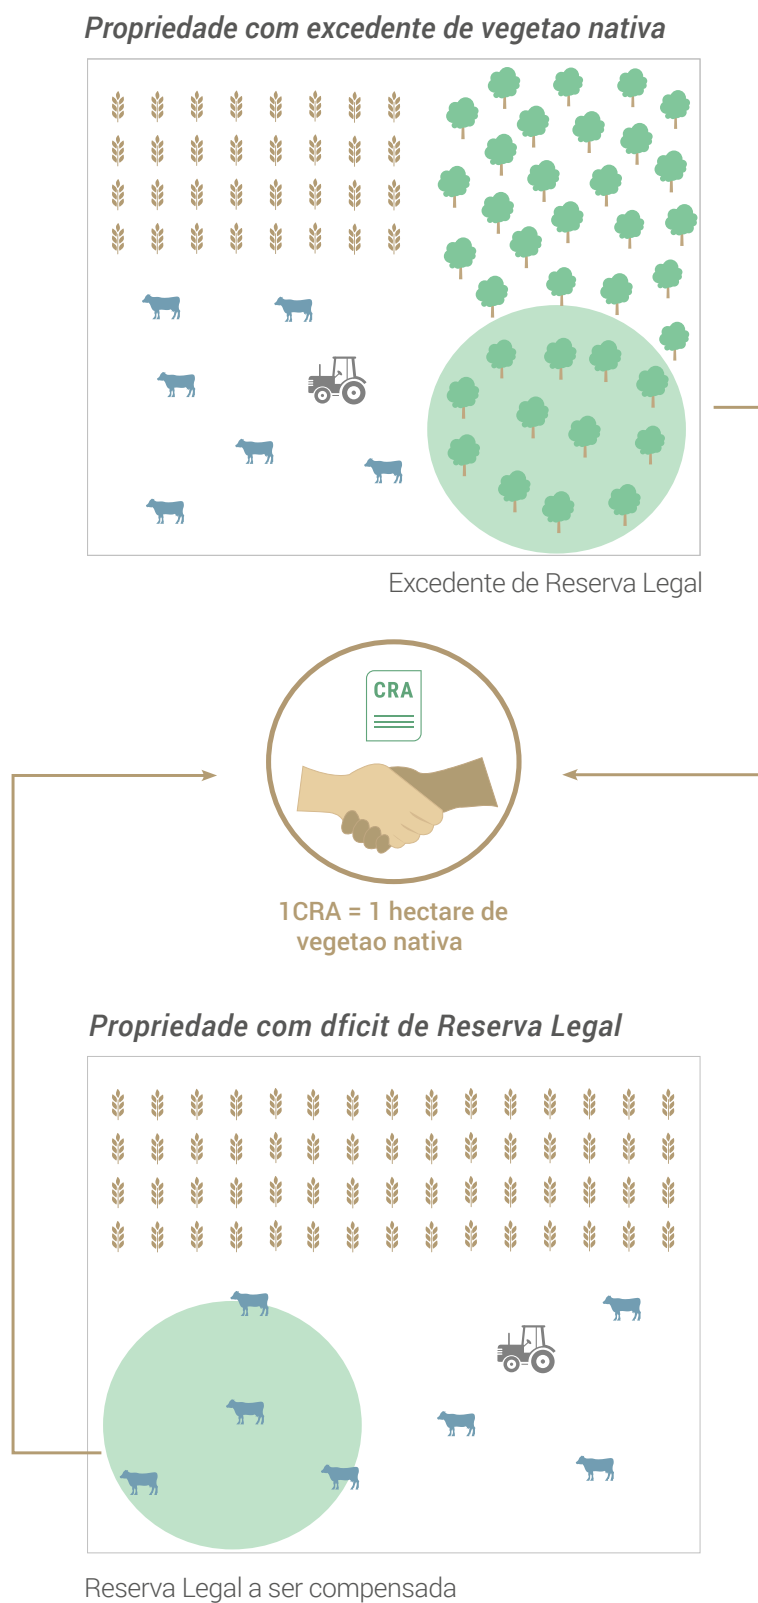 Propriedade com excedente de vegetao nativa
Excedente de Reserva Legal
CRA
1CRA = 1 hectare de
vegetao nativa
Propriedade com dficit de Reserva Legal
Reserva Legal a ser compensada